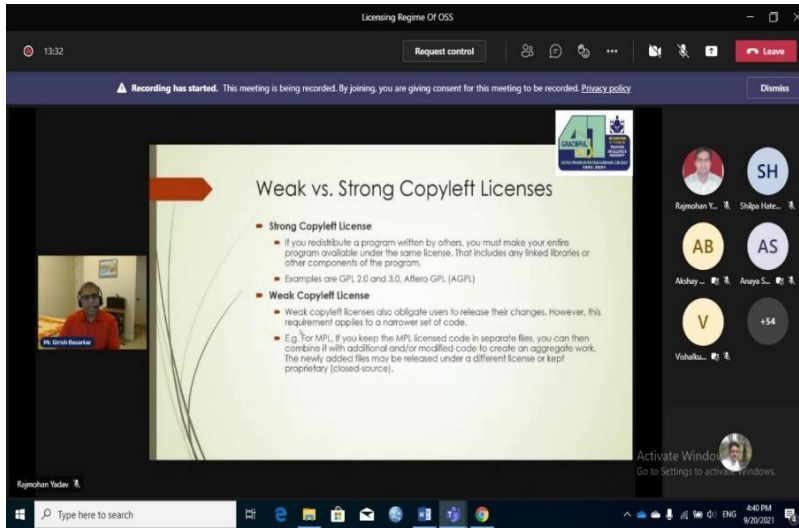 Licensing Regime Of OSS
13:32
Request control
Leave
Recording has started. This meeting is being recorded. By joining, you are giving consent for this meeting to be recorded. Privacy policy
Dismiss
GRACEFUL
41
Weak vs. Strong Copyleft Licenses
Strong Copyleft License
If you redistribute a program written by others, you must make your entire
program available under the same license. That includes any linked libraries or
other components of the program.
Examples are GPL 2.0 and 3.0, Affero GPL (AGPL)
Weak Copyleft License
Weak copyleft licenses also obligate users to release their changes. However, this
requirement applies to a narrower set of code.
E.g. For MPL, If you keep the MPL licensed code in separate files, you can then
combine it with additional and/or modified code to create an aggregate work.
The newly added files may be released under a different license or kept
proprietary (closed-source).
Mr. Girish Basarkar
Rajmohan Yadav
Rajmohan Y...
SH
Shilpa Hate...
AB
Akshay ...
AS
Anaya S...
V
Vishalku...
+54
Activate Windows
Go to Settings to activate Windows.
Type here to search
ENG
4:40 PM
9/20/2021